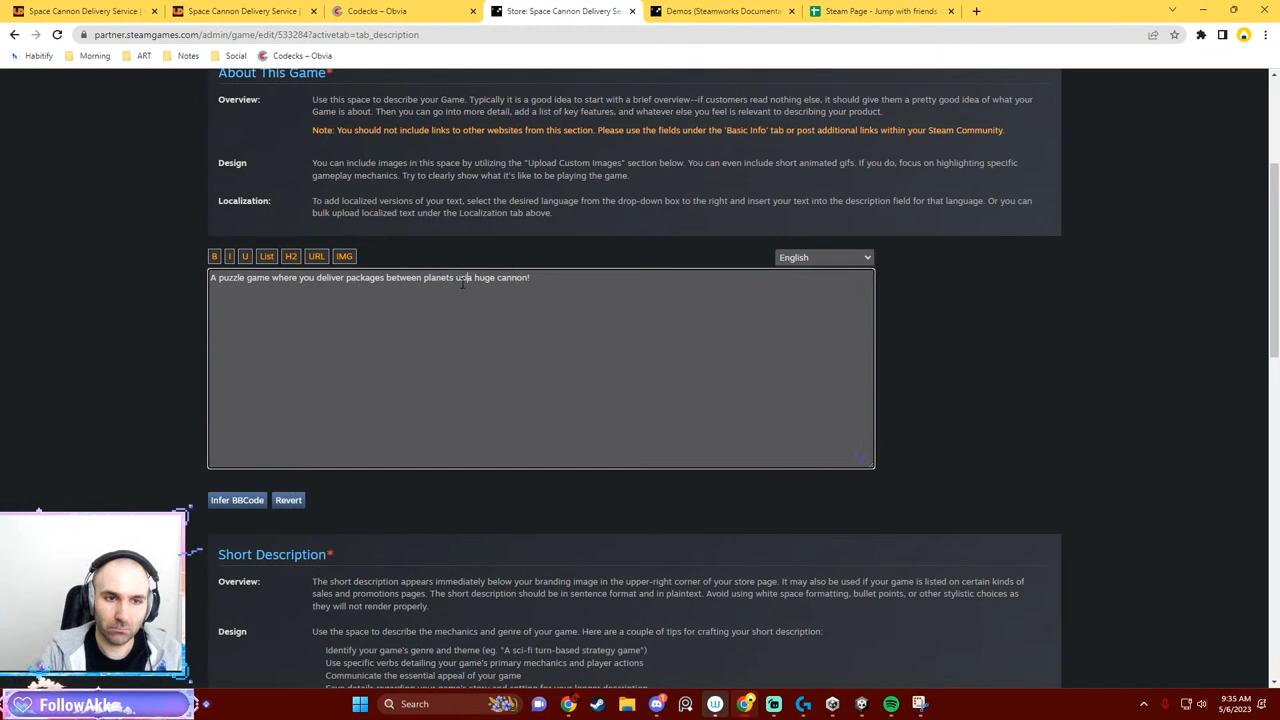 Space Cannon Delivery Service |
Space Cannon Delivery Service |
Codecks – Obvia
Store: Space Cannon Delivery Se
Demos (Steamworks Documenta
Steam Page - Jump with friends
partner.steamgames.com/admin/game/edit/533284?activetab=tab_description
Habitify
Morning
ART
Notes
Social
Codecks – Obvia
About This Game*
Overview: Use this space to describe your Game. Typically it is a good idea to start with a brief overview--if customers read nothing else, it should give them a pretty good idea of what your
Game is about. Then you can go into more detail, add a list of key features, and whatever else you feel is relevant to describing your product.
Note: You should not include links to other websites from this section. Please use the fields under the 'Basic Info' tab or post additional links within your Steam Community.
Design You can include images in this space by utilizing the "Upload Custom Images" section below. You can even include short animated gifs. If you do, focus on highlighting specific
gameplay mechanics. Try to clearly show what it's like to be playing the game.
Localization: To add localized versions of your text, select the desired language from the drop-down box to the right and insert your text into the description field for that language. Or you can
bulk upload localized text under the Localization tab above.
B I U List H2 URL IMG English
A puzzle game where you deliver packages between planets usa huge cannon!
Infer BBCode Revert
Short Description*
Overview: The short description appears immediately below your branding image in the upper-right corner of your store page. It may also be used if your game is listed on certain kinds of
sales and promotions pages. The short description should be in sentence format and in plaintext. Avoid using white space formatting, bullet points, or other stylistic choices as
they will not render properly.
Design Use the space to describe the mechanics and genre of your game. Here are a couple of tips for crafting your short description:
Identify your game's genre and theme (eg. "A sci-fi turn-based strategy game")
Use specific verbs detailing your game's primary mechanics and player actions
Communicate the essential appeal of your game
Save details regarding your game's story and setting for your longer description
FollowAkke
Search
9:35 AM
5/6/2023